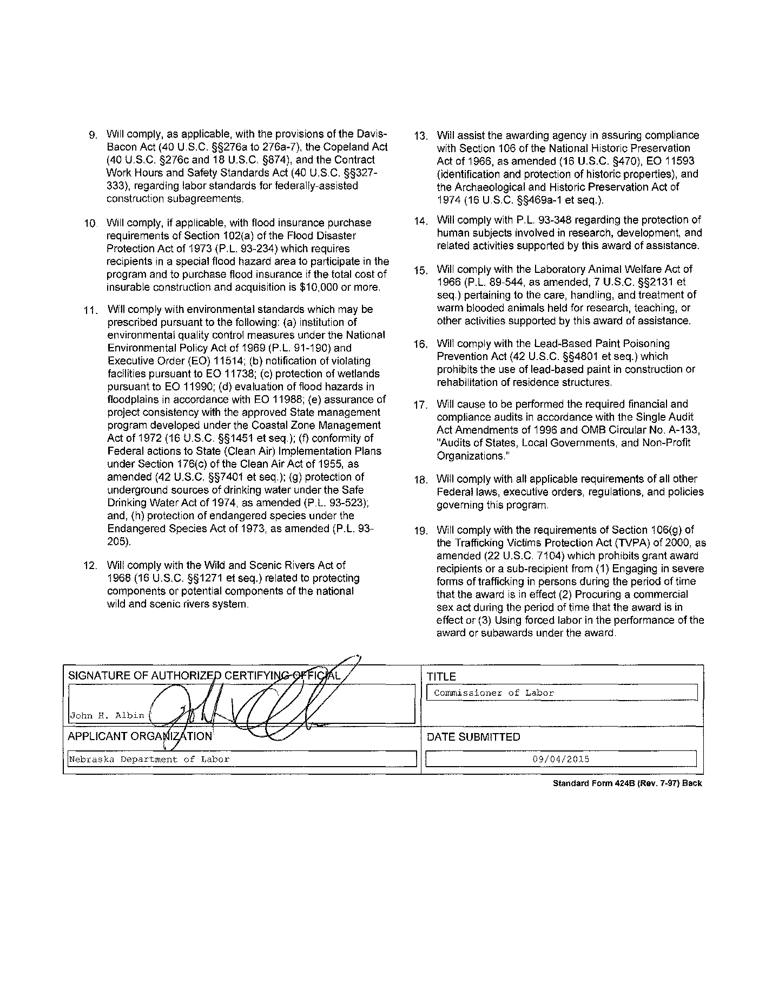 9. Will comply, as applicable, with the provisions of the Davis-
Bacon Act (40 U.S.C. §§276a to 276a-7), the Copeland Act
(40 U.S.C. §276c and 18 U.S.C. §874), and the Contract
Work Hours and Safety Standards Act (40 U.S.C. §§327-
333), regarding labor standards for federally-assisted
construction subagreements.
10. Will comply, if applicable, with flood insurance purchase
requirements of Section 102(a) of the Flood Disaster
Protection Act of 1973 (P.L. 93-234) which requires
recipients in a special flood hazard area to participate in the
program and to purchase flood insurance if the total cost of
insurable construction and acquisition is $10,000 or more.
11. Will comply with environmental standards which may be
prescribed pursuant to the following: (a) institution of
environmental quality control measures under the National
Environmental Policy Act of 1969 (P.L. 91-190) and
Executive Order (EO) 11514; (b) notification of violating
facilities pursuant to EO 11738; (c) protection of wetlands
pursuant to EO 11990; (d) evaluation of flood hazards in
floodplains in accordance with EO 11988; (e) assurance of
project consistency with the approved State management
program developed under the Coastal Zone Management
Act of 1972 (16 U.S.C. §§1451 et seq.); (f) conformity of
Federal actions to State (Clean Air) Implementation Plans
under Section 176(c) of the Clean Air Act of 1955, as
amended (42 U.S.C. §§7401 et seq.); (g) protection of
underground sources of drinking water under the Safe
Drinking Water Act of 1974, as amended (P.L. 93-523);
and, (h) protection of endangered species under the
Endangered Species Act of 1973, as amended (P.L. 93-
205).
12. Will comply with the Wild and Scenic Rivers Act of
1968 (16 U.S.C. §§1271 et seq.) related to protecting
components or potential components of the national
wild and scenic rivers system.
13. Will assist the awarding agency in assuring compliance
with Section 106 of the National Historic Preservation
Act of 1966, as amended (16 U.S.C. §470), EO 11593
(identification and protection of historic properties), and
the Archaeological and Historic Preservation Act of
1974 (16 U.S.C. §§469a-1 et seq.).
14. Will comply with P.L. 93-348 regarding the protection of
human subjects involved in research, development, and
related activities supported by this award of assistance.
15. Will comply with the Laboratory Animal Welfare Act of
1966 (P.L. 89-544, as amended, 7 U.S.C. §§2131 et
seq.) pertaining to the care, handling, and treatment of
warm blooded animals held for research, teaching, or
other activities supported by this award of assistance.
16. Will comply with the Lead-Based Paint Poisoning
Prevention Act (42 U.S.C. §§4801 et seq.) which
prohibits the use of lead-based paint in construction or
rehabilitation of residence structures.
17. Will cause to be performed the required financial and
compliance audits in accordance with the Single Audit
Act Amendments of 1996 and OMB Circular No. A-133,
"Audits of States, Local Governments, and Non-Profit
Organizations."
18. Will comply with all applicable requirements of all other
Federal laws, executive orders, regulations, and policies
governing this program.
19. Will comply with the requirements of Section 106(g) of
the Trafficking Victims Protection Act (TVPA) of 2000, as
amended (22 U.S.C. 7104) which prohibits grant award
recipients or a sub-recipient from (1) Engaging in severe
forms of trafficking in persons during the period of time
that the award is in effect (2) Procuring a commercial
sex act during the period of time that the award is in
effect or (3) Using forced labor in the performance of the
award or subawards under the award.
SIGNATURE OF AUTHORIZED CERTIFYING OFFICIAL
John H. Albin
TITLE
Commissioner of Labor
APPLICANT ORGANIZATION
Nebraska Department of Labor
DATE SUBMITTED
09/04/2015
Standard Form 424B (Rev. 7-97) Back